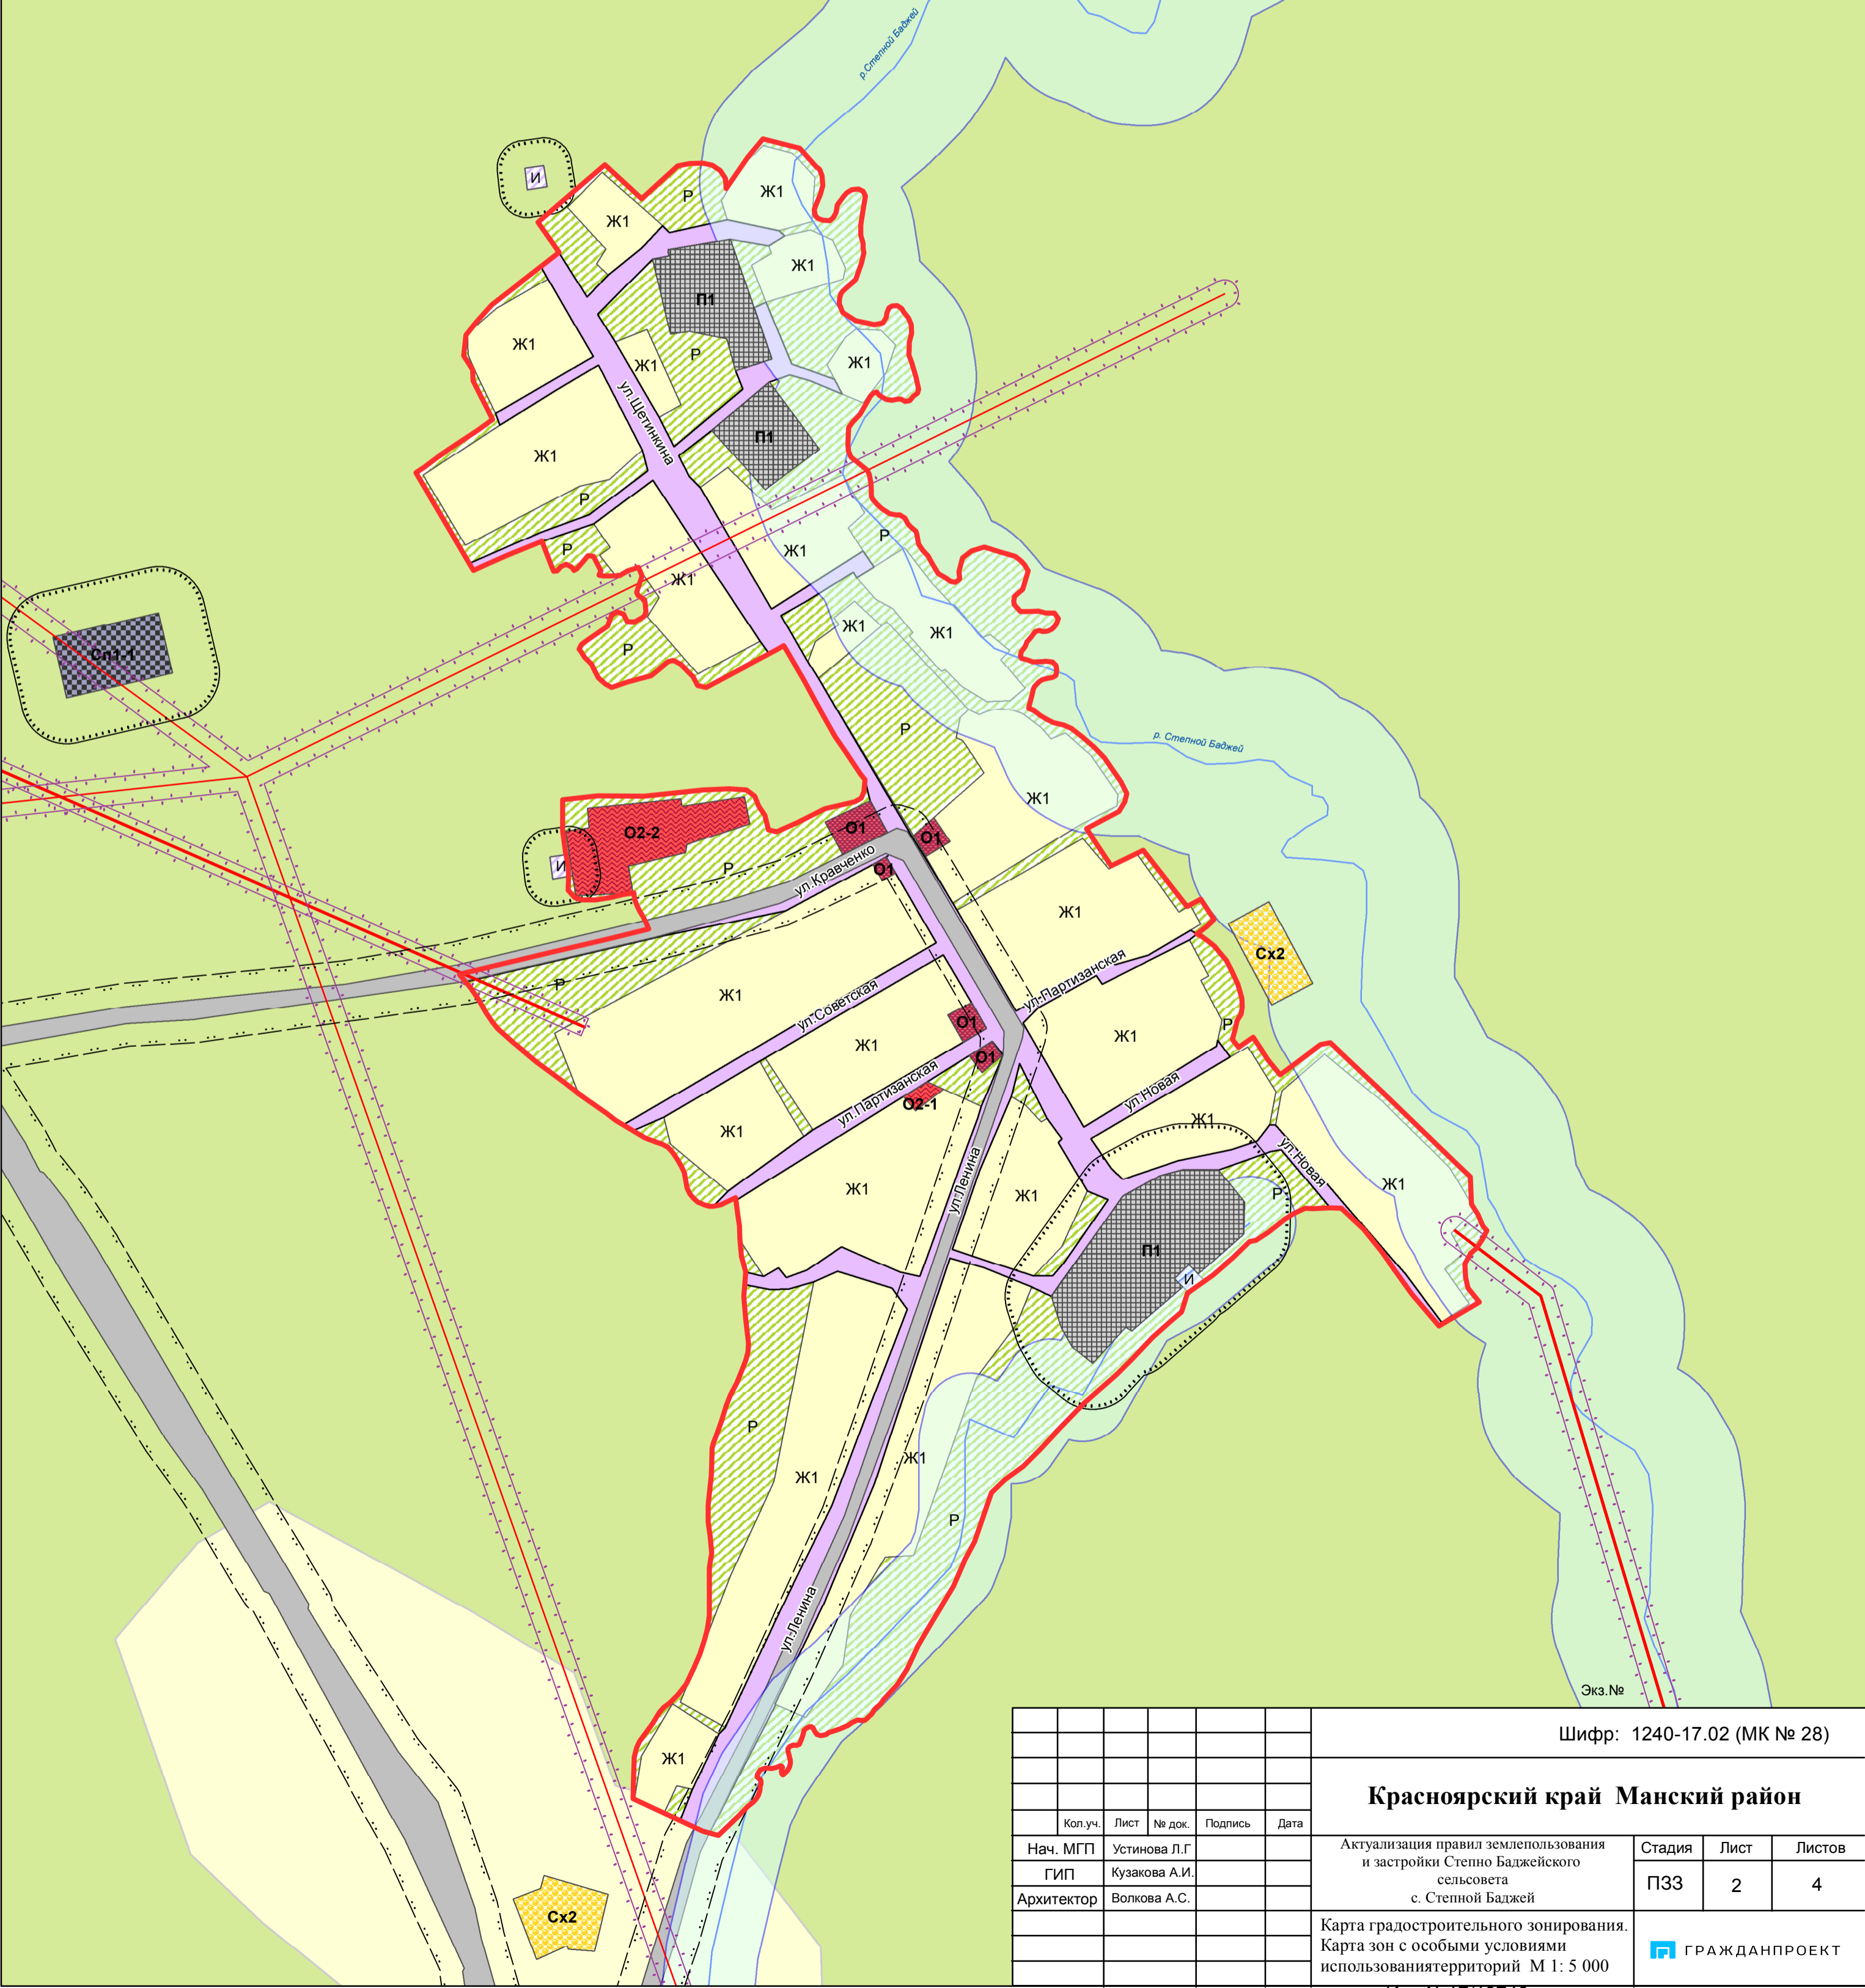 р.Степной Баджей
И
Ж1
Р
Ж1
Ж1
П1
Ж1
Ж1
Р
Ж1
Ж1
ул.Щетинкина
П1
Ж1
Р
Р
Ж1
Р
Ж1
Ж1
Ж1
Р
Сп1-1
Р
р. Степной Баджей
Ж1
О2-2
О1
О1
И
Р
ул.Кравченко
О1
Ж1
Сх2
Р
Ж1
ул.Советская
ул.Партизанская
О1
Ж1
Ж1
Р
О1
ул.Партизанская
О2-1
ул.Новая
Ж1
Ж1
ул.Новая
Ж1
ул.Ленина
Ж1
Р
Ж1
П1
И
Р
Ж1
Ж1
Р
ул.Ленина
Ж1
Сх2
Экз.№
Шифр: 1240-17.02 (МК № 28)
Красноярский край Манский район
Кол.уч. Лист № док. Подпись Дата
Нач. МГП Устинова Л.Г
ГИП Кузакова А.И.
Архитектор Волкова А.С.
Актуализация правил землепользования
и застройки Степно Баджейского
сельсовета
с. Степной Баджей
Стадия Лист Листов
ПЗЗ 2 4
Карта градостроительного зонирования.
Карта зон с особыми условиями
использованиятерриторий М 1: 5 000
ГРАЖДАНПРОЕКТ